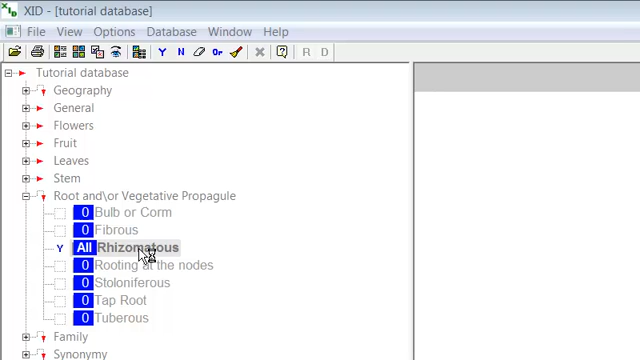 XID - [tutorial database]
File View Options Database Window Help
Y N Or R D
Tutorial database
Geography
General
Flowers
Fruit
Leaves
Stem
Root and\or Vegetative Propagule
0 Bulb or Corm
0 Fibrous
Y All Rhizomatous
0 Rooting at the nodes
0 Stoloniferous
0 Tap Root
0 Tuberous
Family
Synonymy